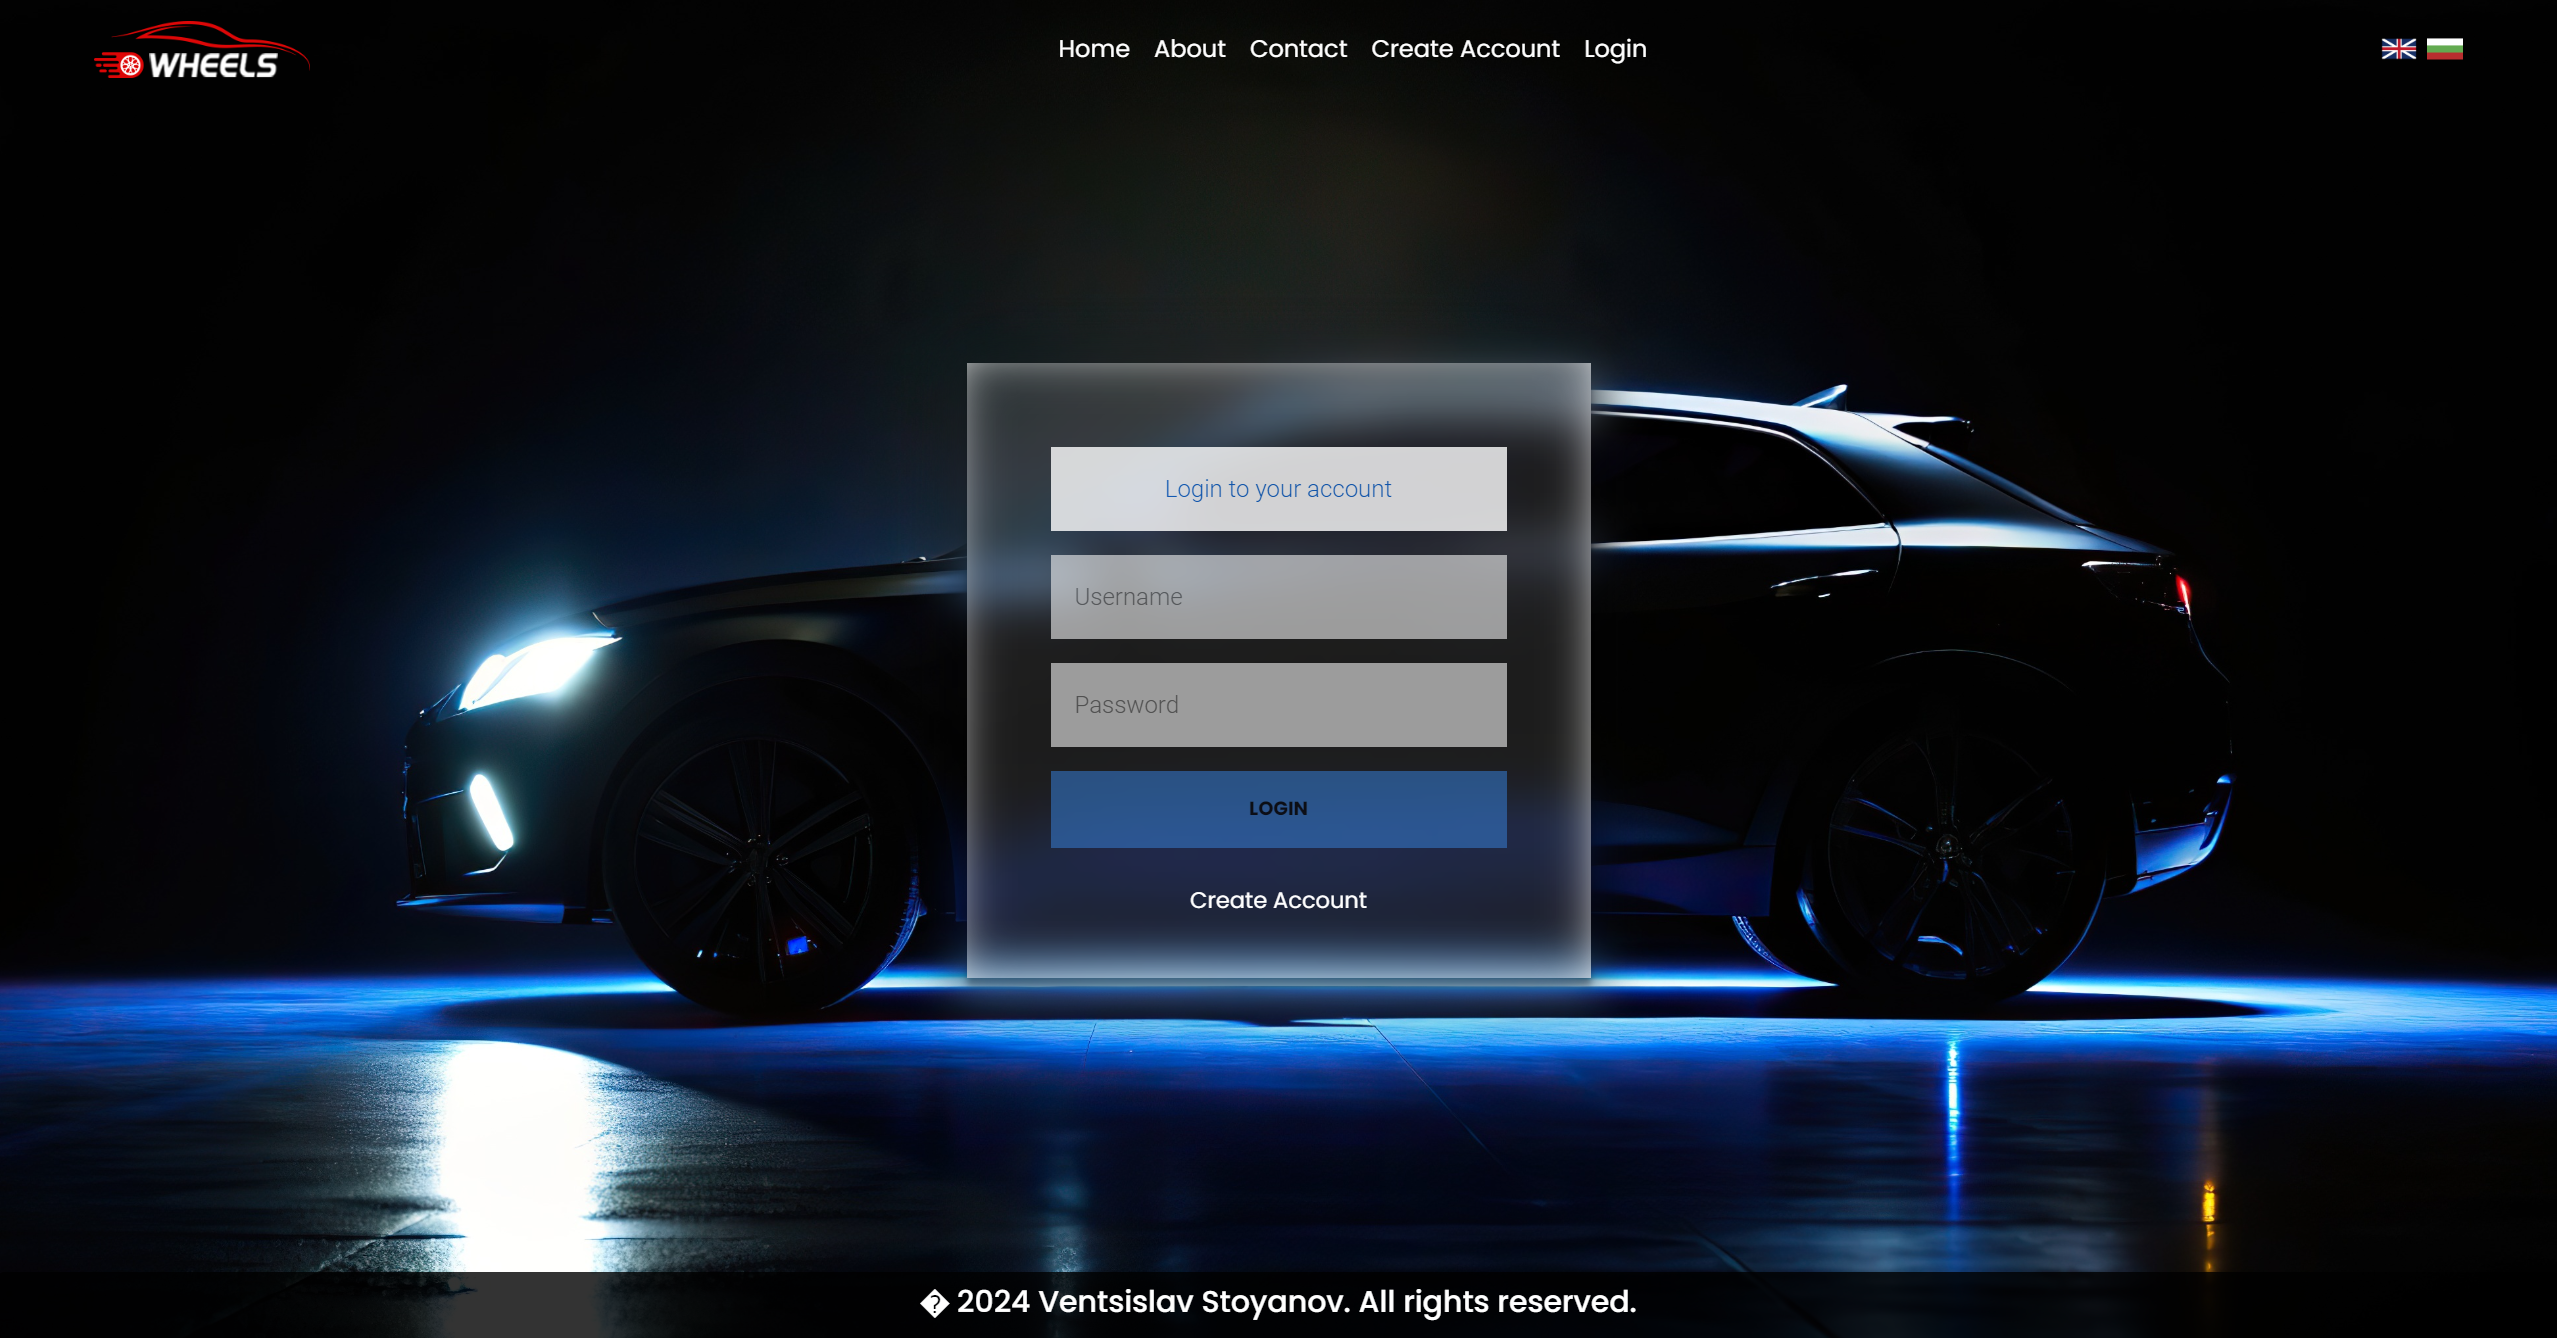 WHEELS
Home About Contact Create Account Login
Login to your account
Username
Password
LOGIN
Create Account
� 2024 Ventsislav Stoyanov. All rights reserved.